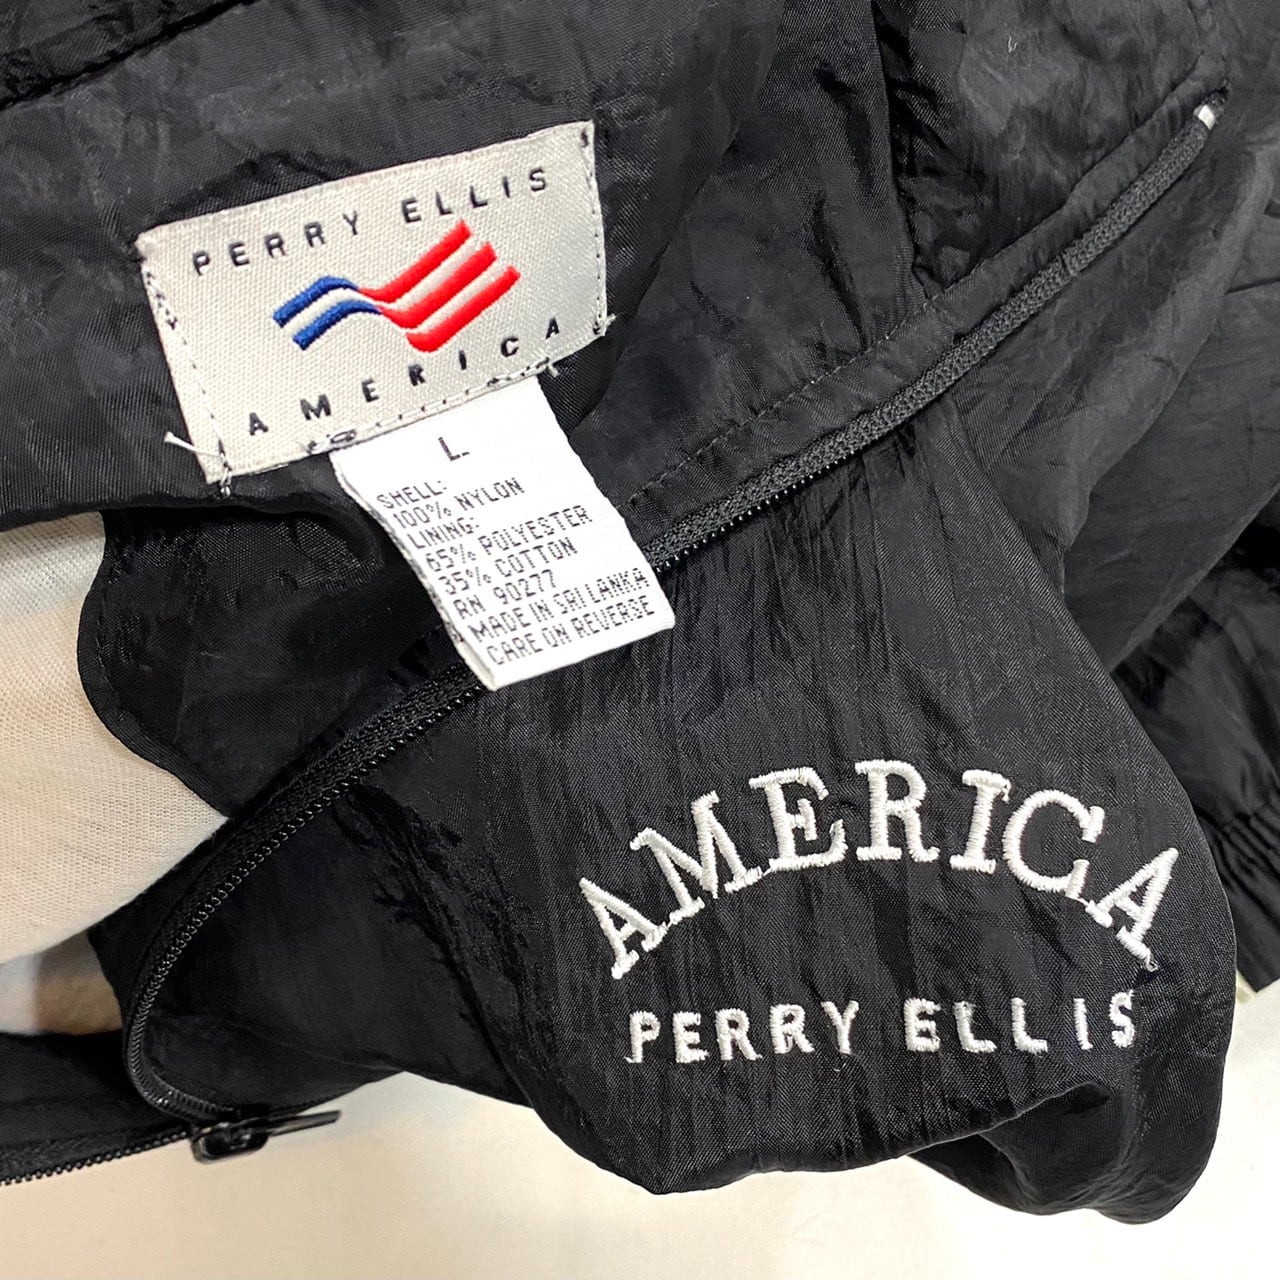 PERRY ELLIS
AMERICA
L
SHELL:
100% NYLON
LINING:
65% POLYESTER
35% COTTON
RN 90277
MADE IN SRI LANKA
CARE ON REVERSE
AMERICA
PERRY ELLIS